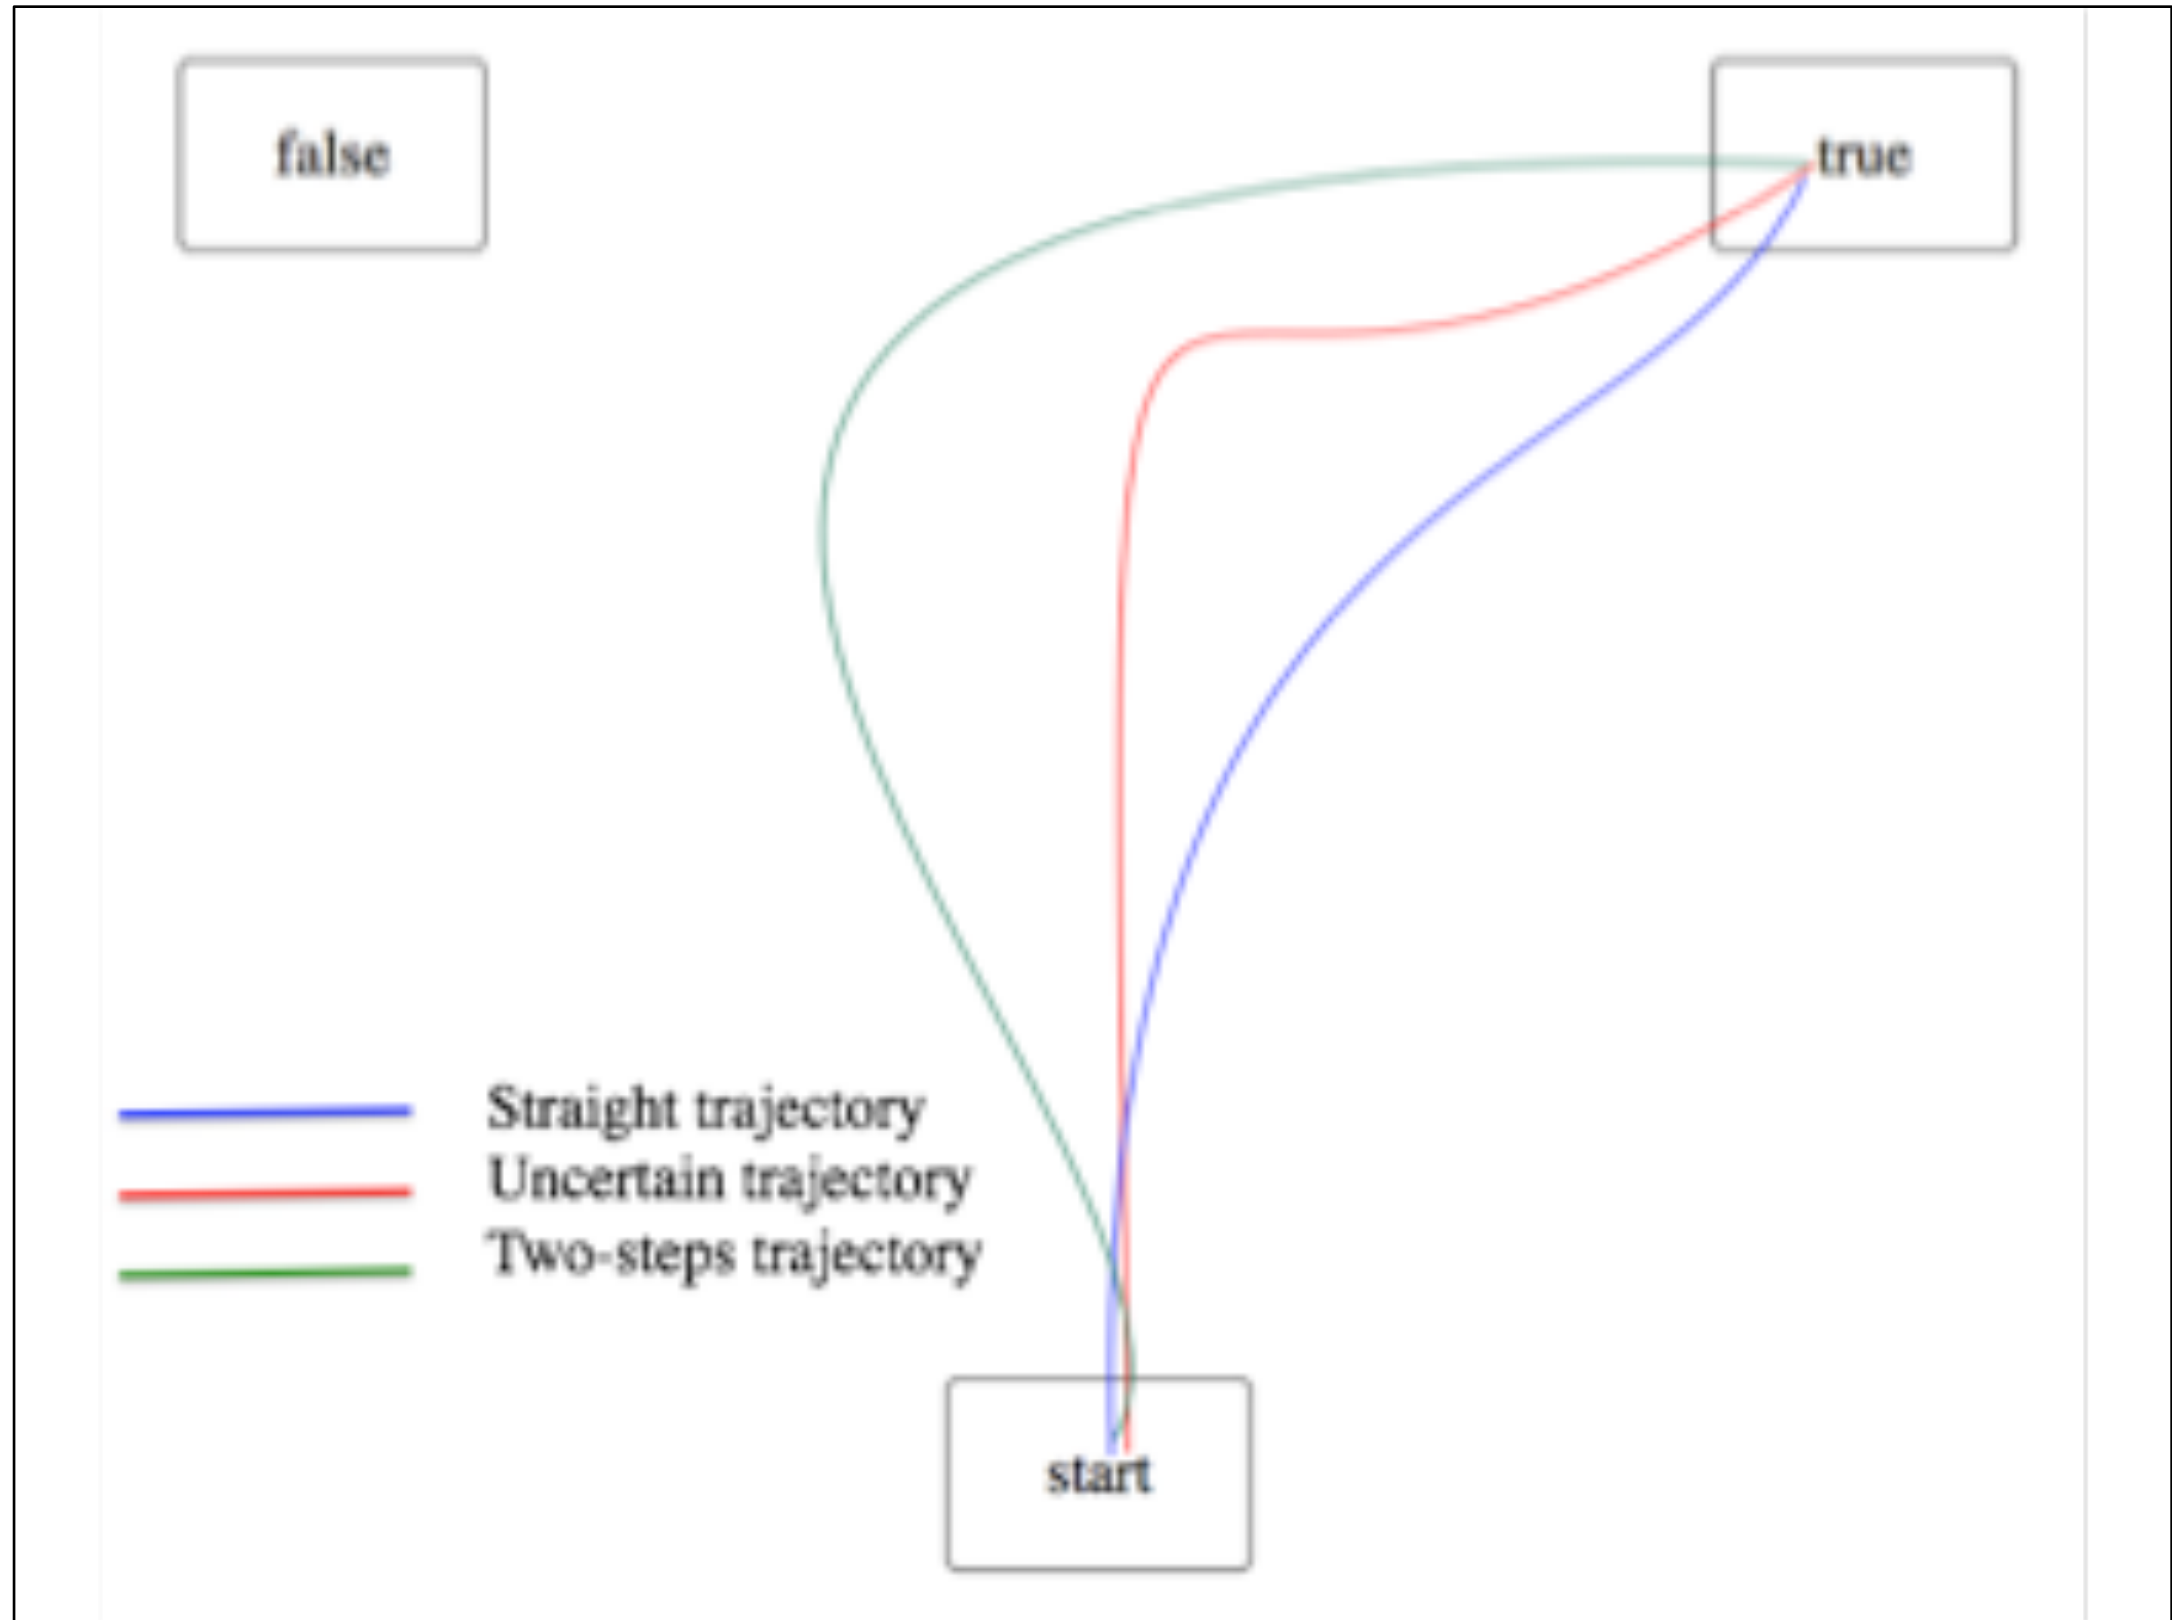 false
true
Straight trajectory
Uncertain trajectory
Two-steps trajectory
start